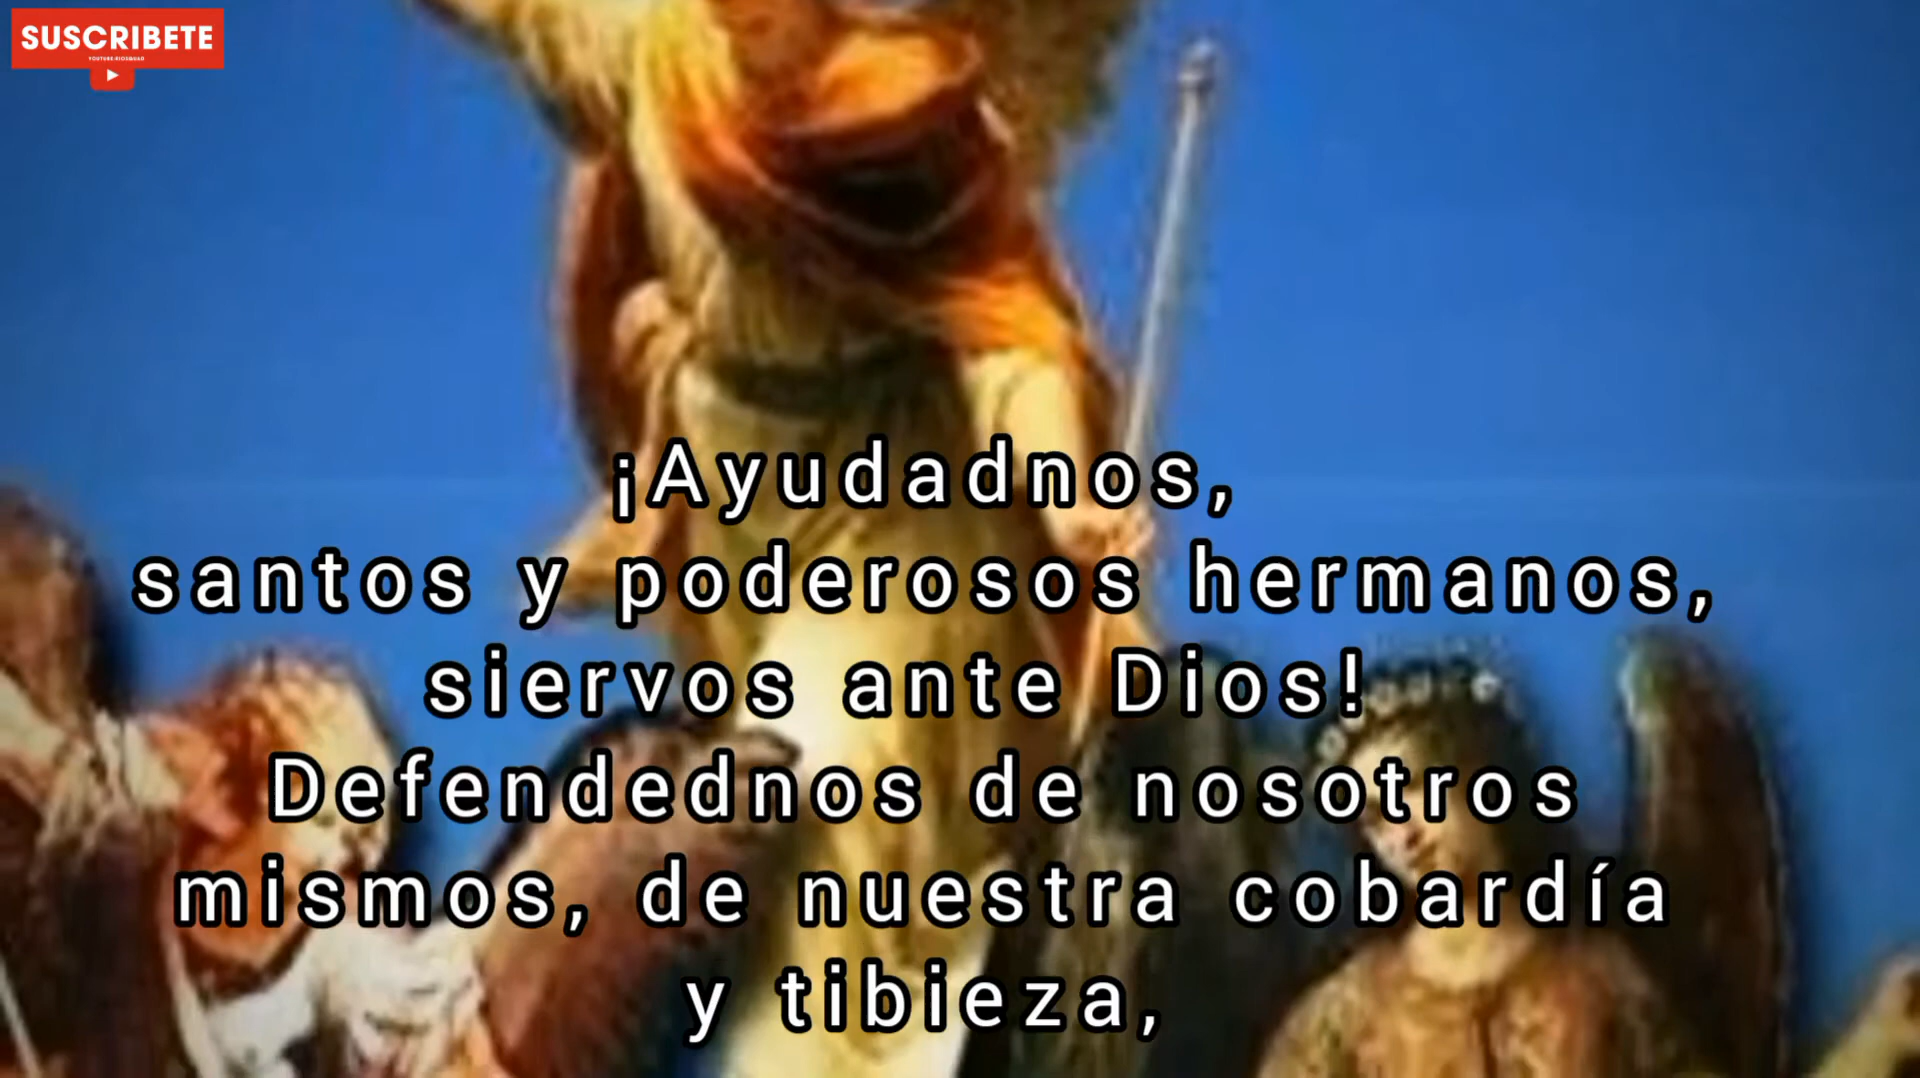 SUSCRIBETE
¡Ayudadnos,
santos y poderosos hermanos,
siervos ante Dios!
Defendednos de nosotros
mismos, de nuestra cobardía
y tibieza,